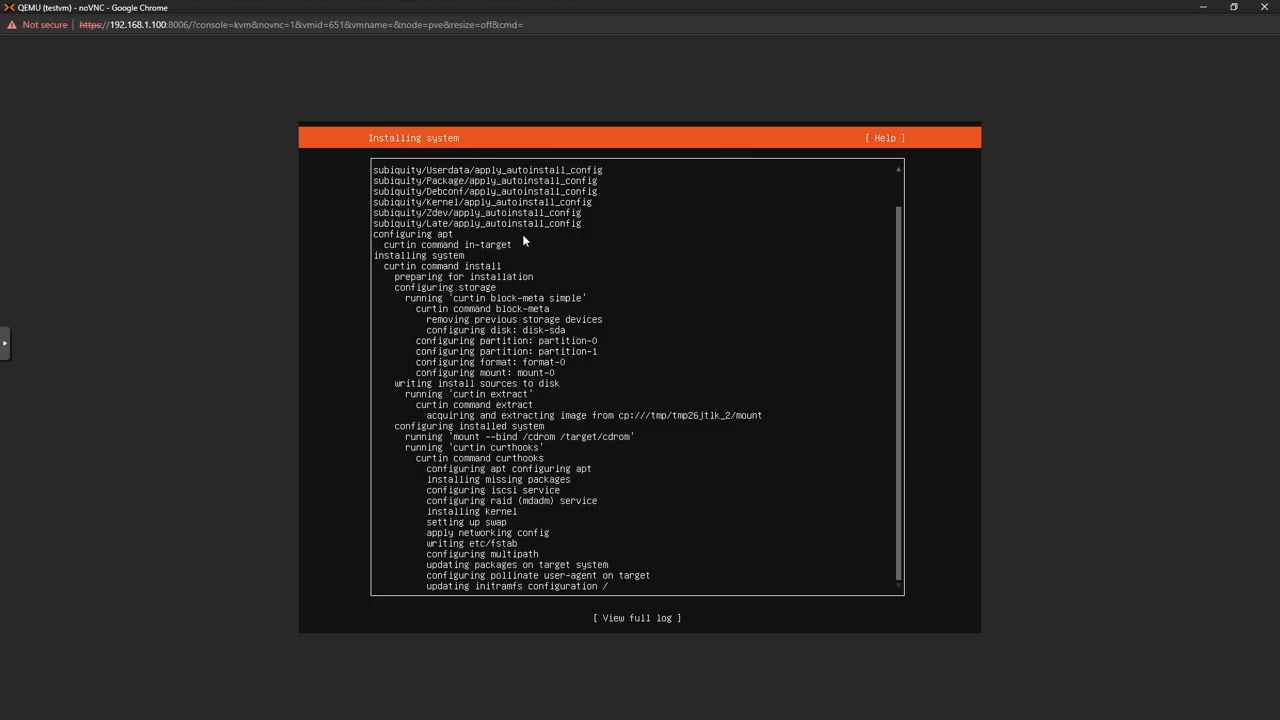 QEMU (testvm) - noVNC - Google Chrome
Not secure https://192.168.1.100:8006/?console=kvm&novnc=1&vmid=651&vmname=&node=pve&resize=off&cmd=
Installing system [ Help ]
subiquity/Userdata/apply_autoinstall_config
subiquity/Package/apply_autoinstall_config
subiquity/Debconf/apply_autoinstall_config
subiquity/Kernel/apply_autoinstall_config
subiquity/Zdev/apply_autoinstall_config
subiquity/Late/apply_autoinstall_config
configuring apt
curtin command in-target
installing system
curtin command install
preparing for installation
configuring storage
running 'curtin block-meta simple'
curtin command block-meta
removing previous storage devices
configuring disk: disk-sda
configuring partition: partition-0
configuring partition: partition-1
configuring format: format-0
configuring mount: mount-0
writing install sources to disk
running 'curtin extract'
curtin command extract
acquiring and extracting image from cp:///tmp/tmp26jtlk_2/mount
configuring installed system
running 'mount --bind /cdrom /target/cdrom'
running 'curtin curthooks'
curtin command curthooks
configuring apt configuring apt
installing missing packages
configuring iscsi service
configuring raid (mdadm) service
installing kernel
setting up swap
apply networking config
writing etc/fstab
configuring multipath
updating packages on target system
configuring pollinate user-agent on target
updating initramfs configuration /
[ View full log ]